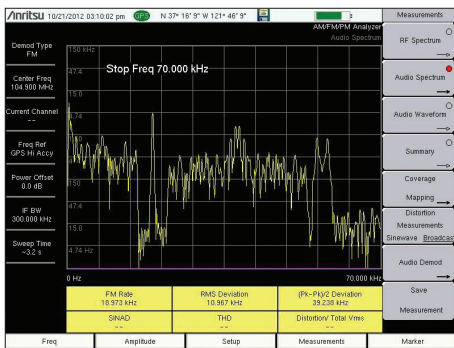 Anritsu 10/21/2012 03:10:02 pm GPS N 37° 16' 9" W 121° 46' 9"
Measurements
AM/FM/PM Analyzer
Audio Spectrum
Demod Type
FM
Center Freq
104.900 MHz
Current Channel
--
Freq Ref
GPS Hi Accy
Power Offset
0.0 dB
IF BW
300.000 kHz
Sweep Time
~3.2 s
150 kHz
47.4
Stop Freq 70.000 kHz
15.0
4.74
150
47.4
15.0
4.74 Hz
0 Hz
70.000 kHz
FM Rate
18.973 kHz
RMS Deviation
10.967 kHz
(Pk-Pk)/2 Deviation
39.238 kHz
SINAD
--
THD
--
Distortion/ Total Vrms
--
RF Spectrum
Audio Spectrum
Audio Waveform
Summary
Coverage
Mapping
Distortion
Measurements
Sinewave Broadcast
Audio Demod
Save
Measurement
Freq
Amplitude
Setup
Measurements
Marker